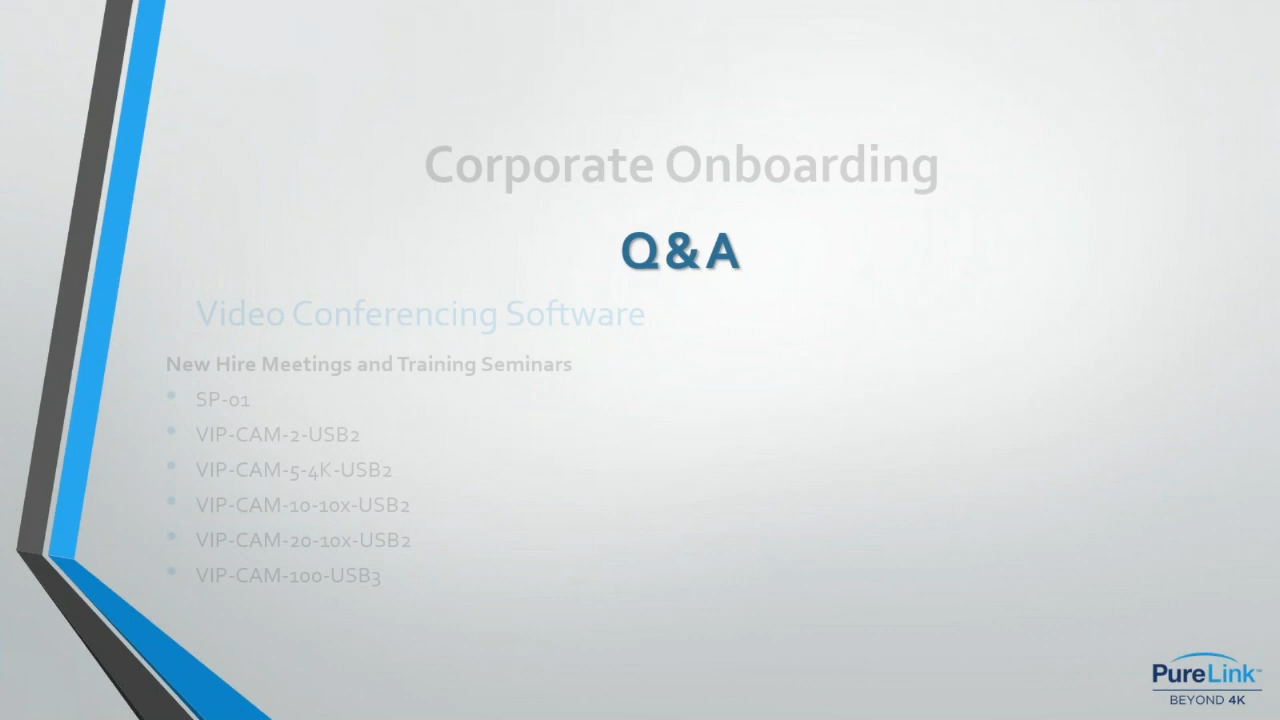 Corporate Onboarding
Q&A
Video Conferencing Software
New Hire Meetings and Training Seminars
• SP-01
• VIP-CAM-2-USB2
• VIP-CAM-5-4K-USB2
• VIP-CAM-10-10x-USB2
• VIP-CAM-20-10x-USB2
• VIP-CAM-100-USB3
PureLink™
BEYOND 4K